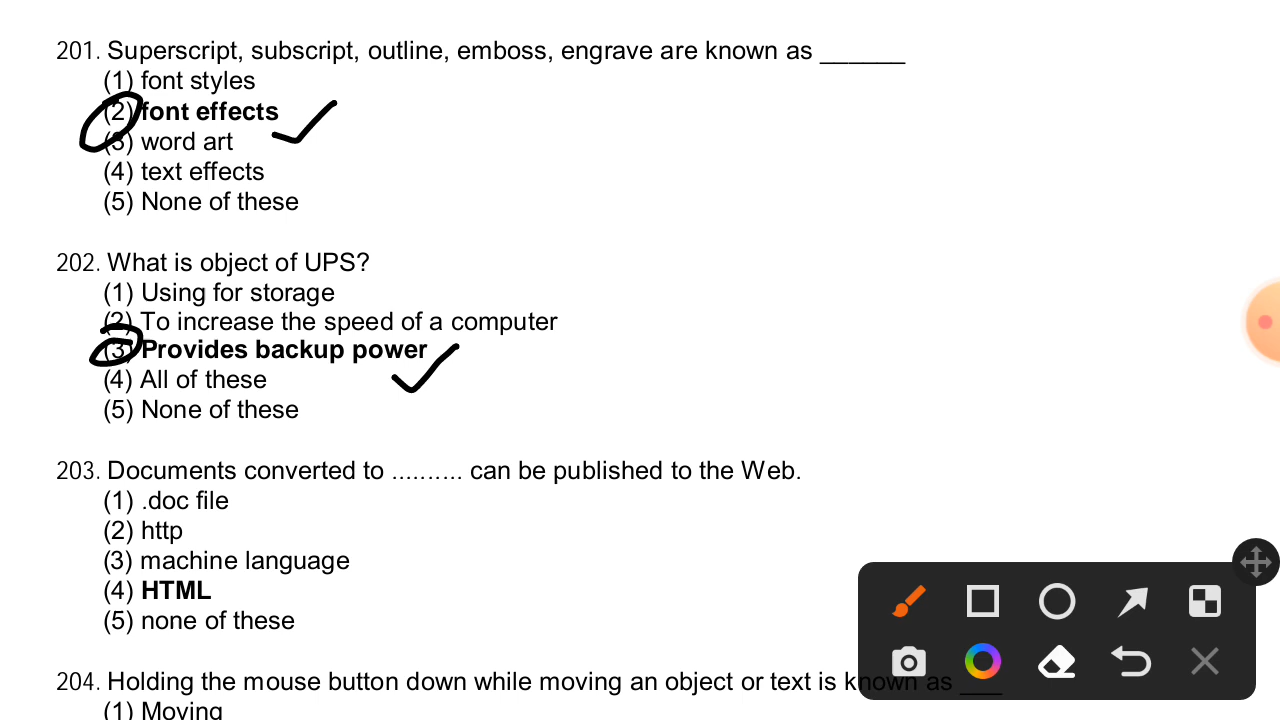 201. Superscript, subscript, outline, emboss, engrave are known as ______
(1) font styles
(2) font effects
(3) word art
(4) text effects
(5) None of these
202. What is object of UPS?
(1) Using for storage
(2) To increase the speed of a computer
(3) Provides backup power
(4) All of these
(5) None of these
203. Documents converted to .......... can be published to the Web.
(1) .doc file
(2) http
(3) machine language
(4) HTML
(5) none of these
204. Holding the mouse button down while moving an object or text is known as ___
(1) Moving